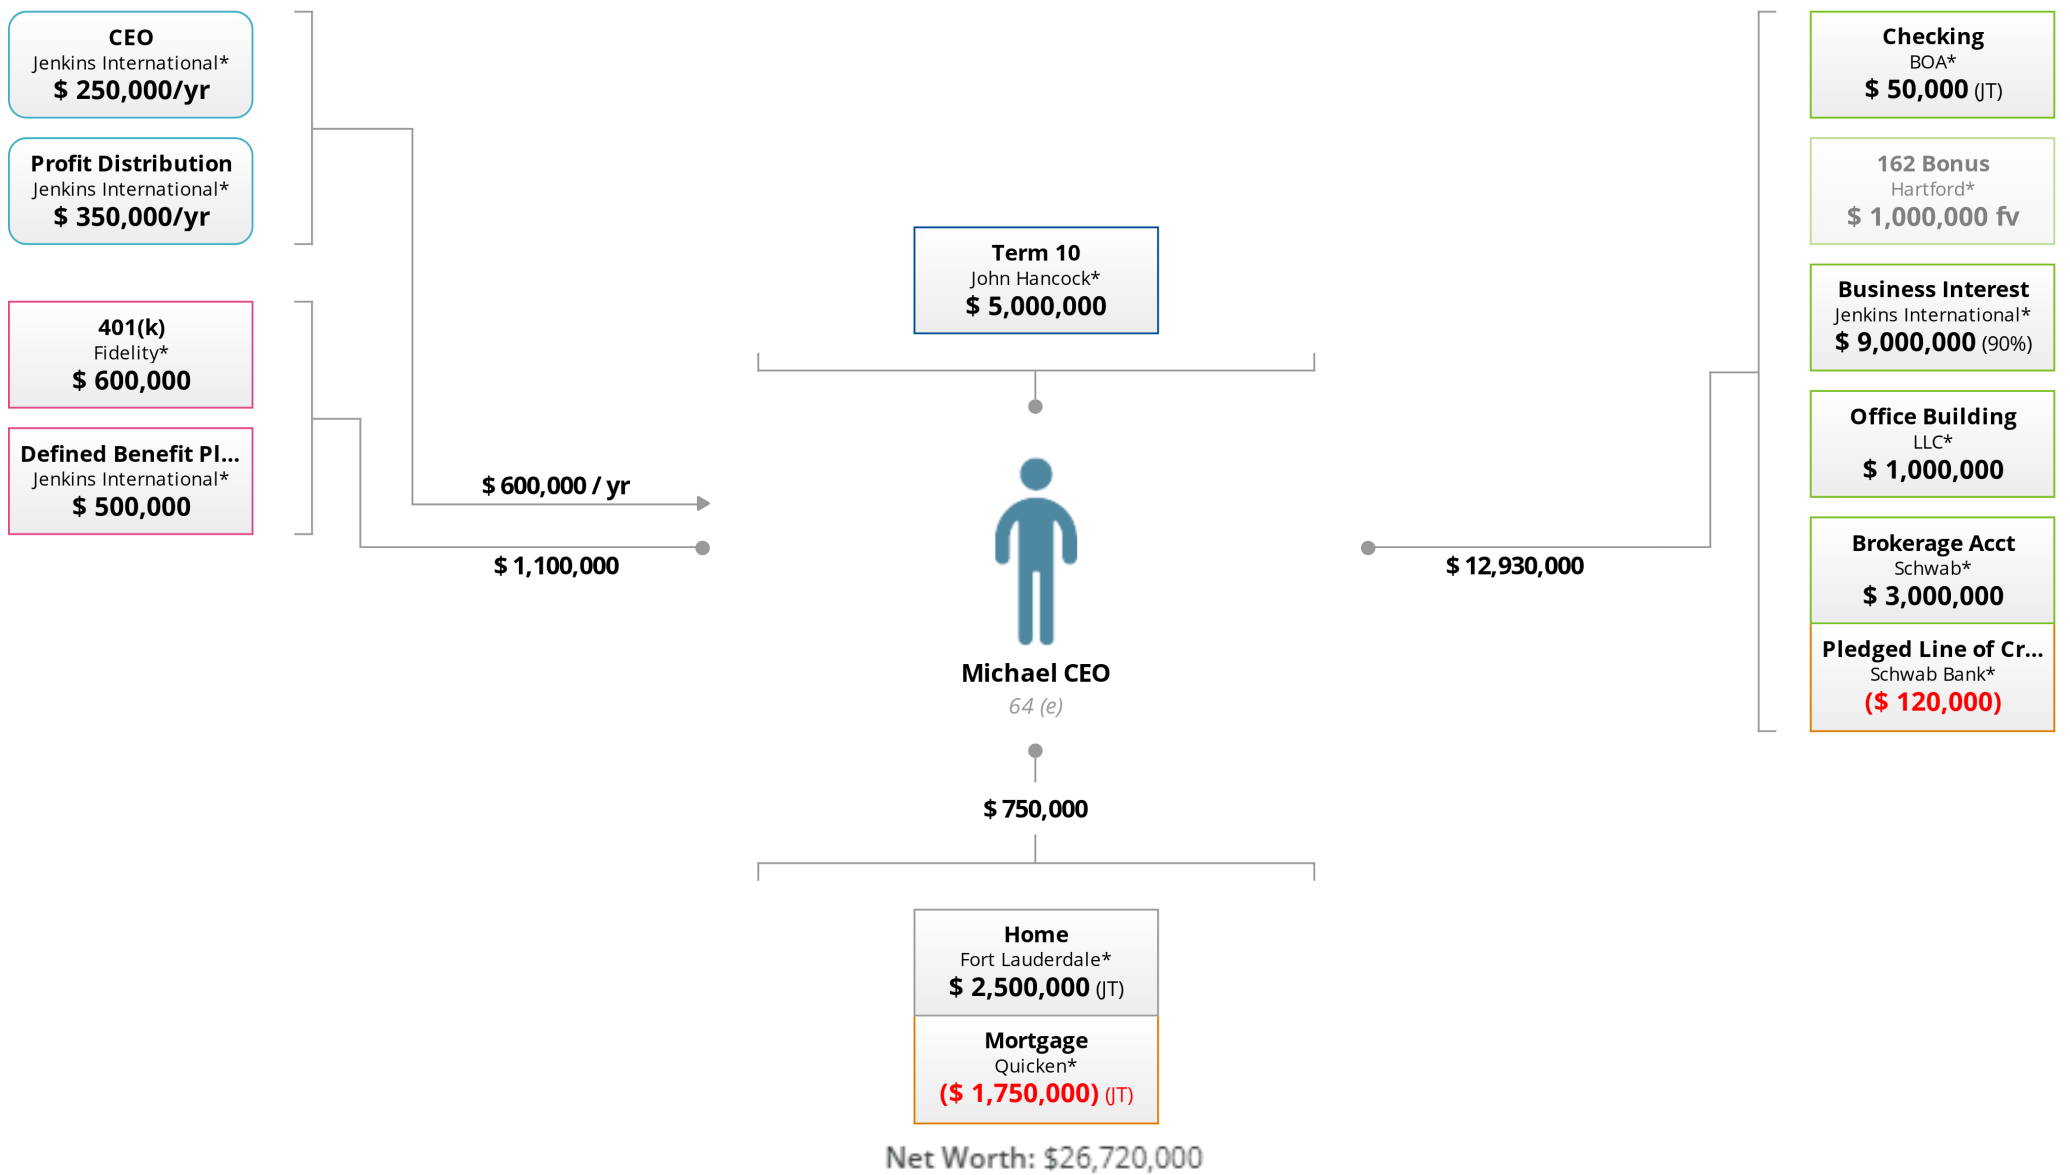 CEO
Jenkins International*
$ 250,000/yr
Profit Distribution
Jenkins International*
$ 350,000/yr
401(k)
Fidelity*
$ 600,000
Defined Benefit Pl...
Jenkins International*
$ 500,000
$ 600,000 / yr
$ 1,100,000
Term 10
John Hancock*
$ 5,000,000
Michael CEO
64 (e)
$ 750,000
Home
Fort Lauderdale*
$ 2,500,000 (JT)
Mortgage
Quicken*
($ 1,750,000) (JT)
Net Worth: $26,720,000
$ 12,930,000
Checking
BOA*
$ 50,000 (JT)
162 Bonus
Hartford*
$ 1,000,000 fv
Business Interest
Jenkins International*
$ 9,000,000 (90%)
Office Building
LLC*
$ 1,000,000
Brokerage Acct
Schwab*
$ 3,000,000
Pledged Line of Cr...
Schwab Bank*
($ 120,000)